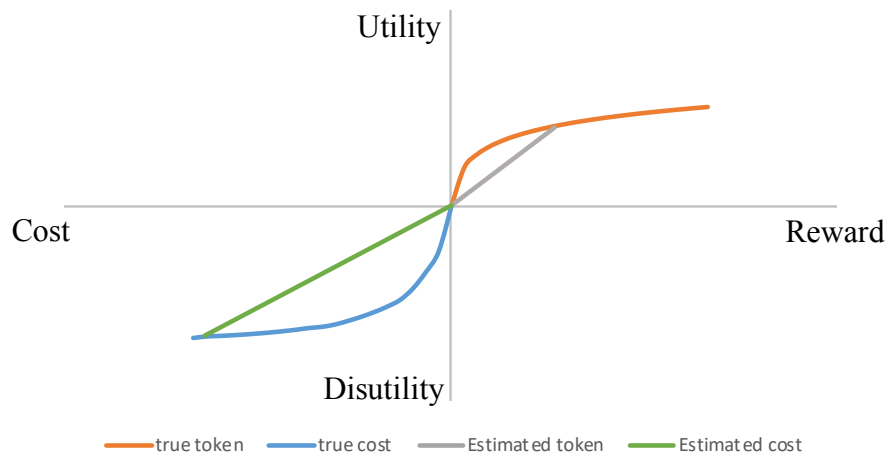 Utility
Cost
Reward
Disutility
true token true cost Estimated token Estimated cost